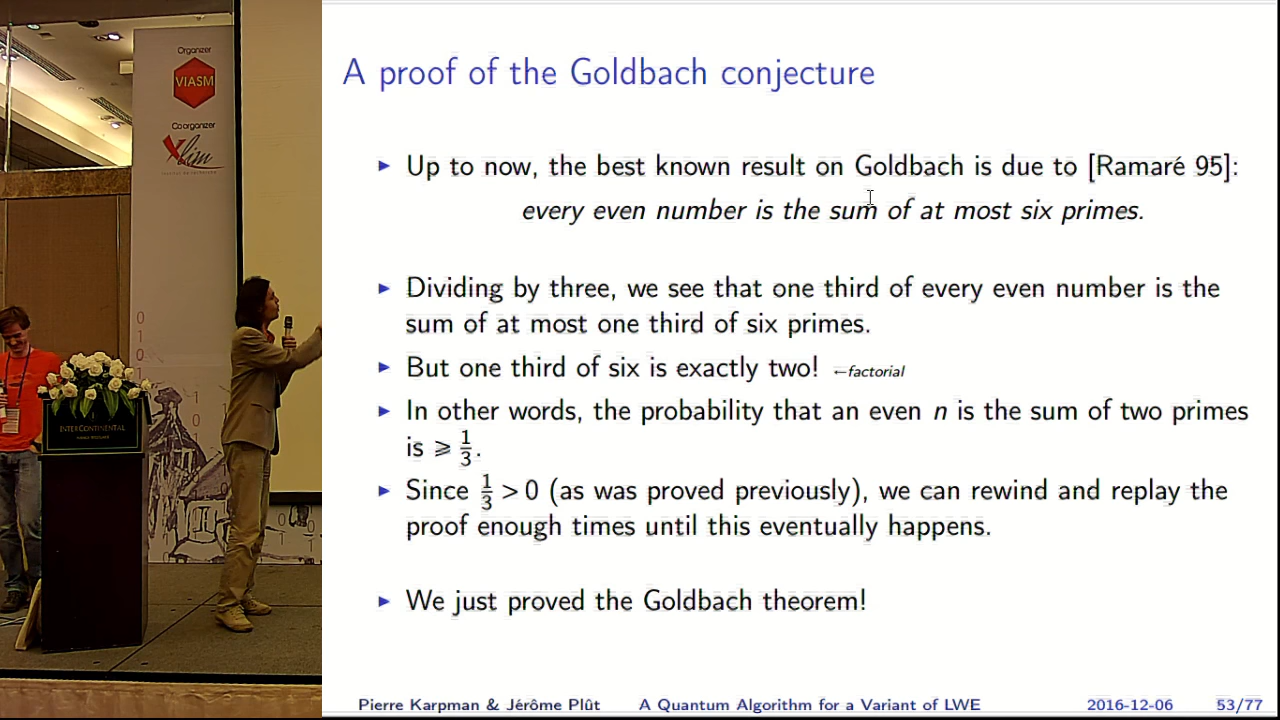 Organizer
VIASM
Co organizer
Xlim
INTERCONTINENTAL
A proof of the Goldbach conjecture
Up to now, the best known result on Goldbach is due to [Ramaré 95]:
every even number is the sum of at most six primes.
Dividing by three, we see that one third of every even number is the
sum of at most one third of six primes.
But one third of six is exactly two! ←factorial
In other words, the probability that an even n is the sum of two primes
is ⩾ 1/3.
Since 1/3 > 0 (as was proved previously), we can rewind and replay the
proof enough times until this eventually happens.
We just proved the Goldbach theorem!
Pierre Karpman & Jérôme Plût A Quantum Algorithm for a Variant of LWE 2016-12-06 53/77